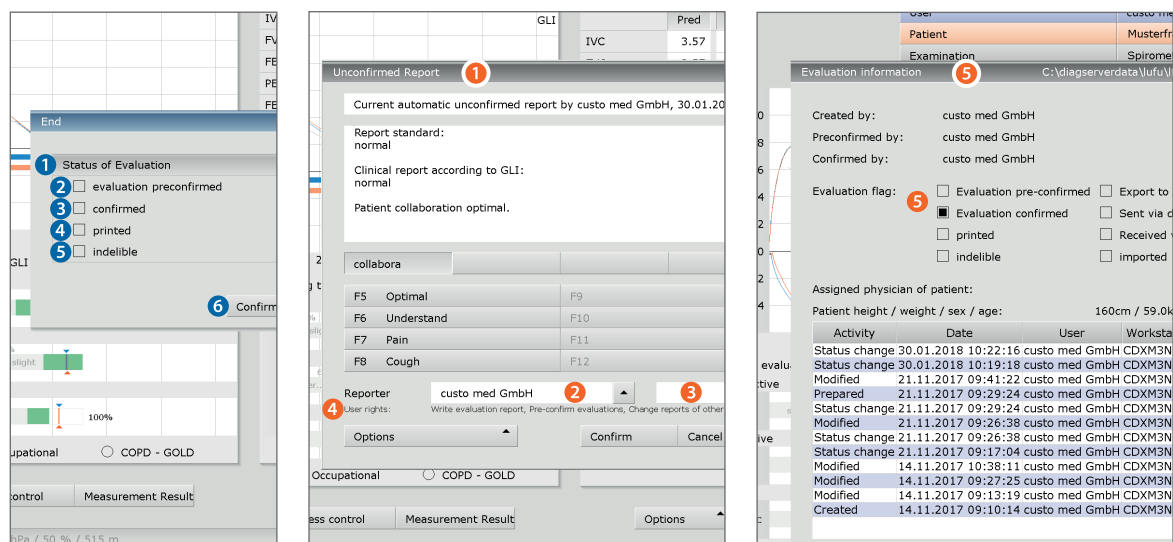 IV
FV
FE
PE
FE
End
1 Status of Evaluation
2 evaluation preconfirmed
3 confirmed
4 printed
5 indelible
GLI
6 Confirm
slight
100%
upational COPD - GOLD
control Measurement Result
hPa / 50 % / 515 m
GLI Pred
IVC 3.57
Unconfirmed Report 1
Current automatic unconfirmed report by custo med GmbH, 30.01.20
Report standard:
normal
Clinical report according to GLI:
normal
Patient collaboration optimal.
collabora
F5 Optimal F9
F6 Understand F10
F7 Pain F11
F8 Cough F12
Reporter custo med GmbH 2 3
4 User rights: Write evaluation report, Pre-confirm evaluations, Change reports of other
Options Confirm Cancel
Occupational COPD - GOLD
ess control Measurement Result Options
User custo me
Patient Musterfr
Examination Spirome
Evaluation information 5 C:\diagserverdata\lufu\lf
Created by: custo med GmbH
Preconfirmed by: custo med GmbH
Confirmed by: custo med GmbH
Evaluation flag: 5 Evaluation pre-confirmed Export to
Evaluation confirmed Sent via d
printed Received v
indelible imported
Assigned physician of patient:
Patient height / weight / sex / age: 160cm / 59.0k
Activity Date User Worksta
Status change 30.01.2018 10:22:16 custo med GmbH CDXM3N
Status change 30.01.2018 10:19:18 custo med GmbH CDXM3N
Modified 21.11.2017 09:41:22 custo med GmbH CDXM3N
Prepared 21.11.2017 09:29:24 custo med GmbH CDXM3N
Status change 21.11.2017 09:29:24 custo med GmbH CDXM3N
Modified 21.11.2017 09:26:38 custo med GmbH CDXM3N
Status change 21.11.2017 09:26:38 custo med GmbH CDXM3N
Status change 21.11.2017 09:17:04 custo med GmbH CDXM3N
Modified 14.11.2017 10:38:11 custo med GmbH CDXM3N
Modified 14.11.2017 09:27:25 custo med GmbH CDXM3N
Modified 14.11.2017 09:13:19 custo med GmbH CDXM3N
Created 14.11.2017 09:10:14 custo med GmbH CDXM3N